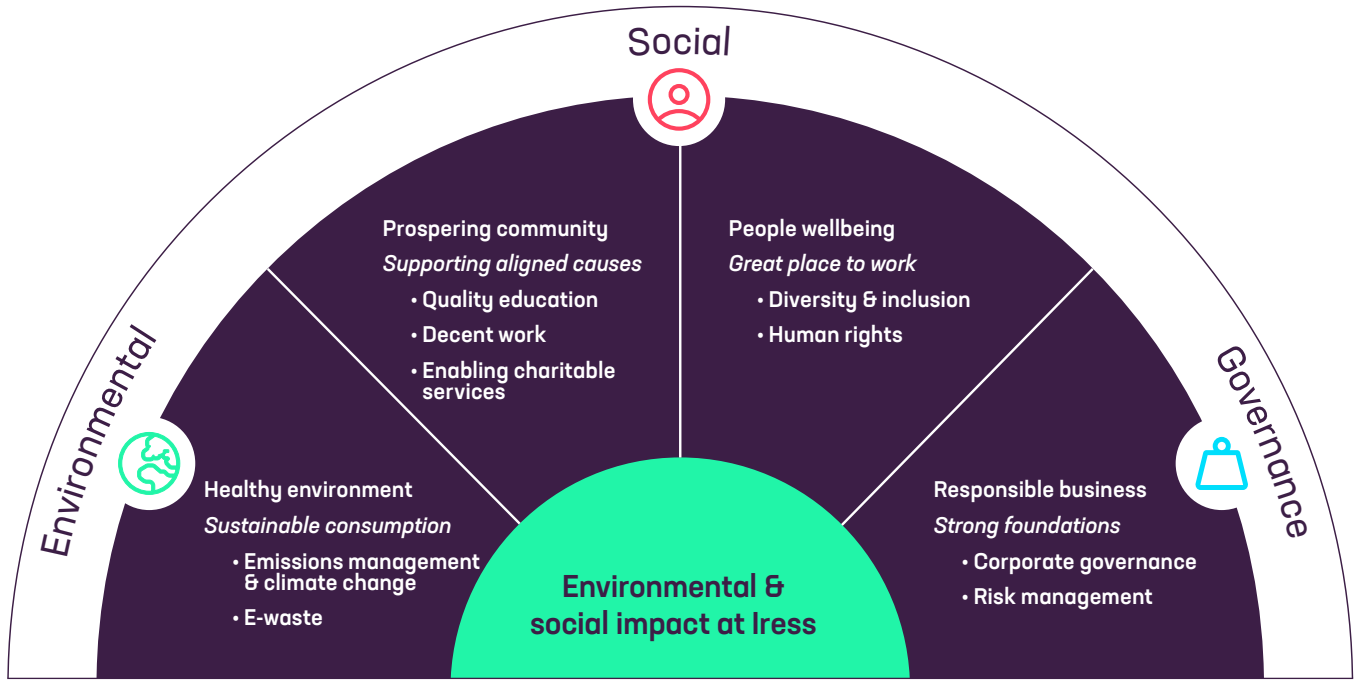 Social
Environmental
Governance
Prospering community
Supporting aligned causes
• Quality education
• Decent work
• Enabling charitable
services
People wellbeing
Great place to work
• Diversity & inclusion
• Human rights
Healthy environment
Sustainable consumption
• Emissions management
& climate change
• E-waste
Responsible business
Strong foundations
• Corporate governance
• Risk management
Environmental &
social impact at Iress